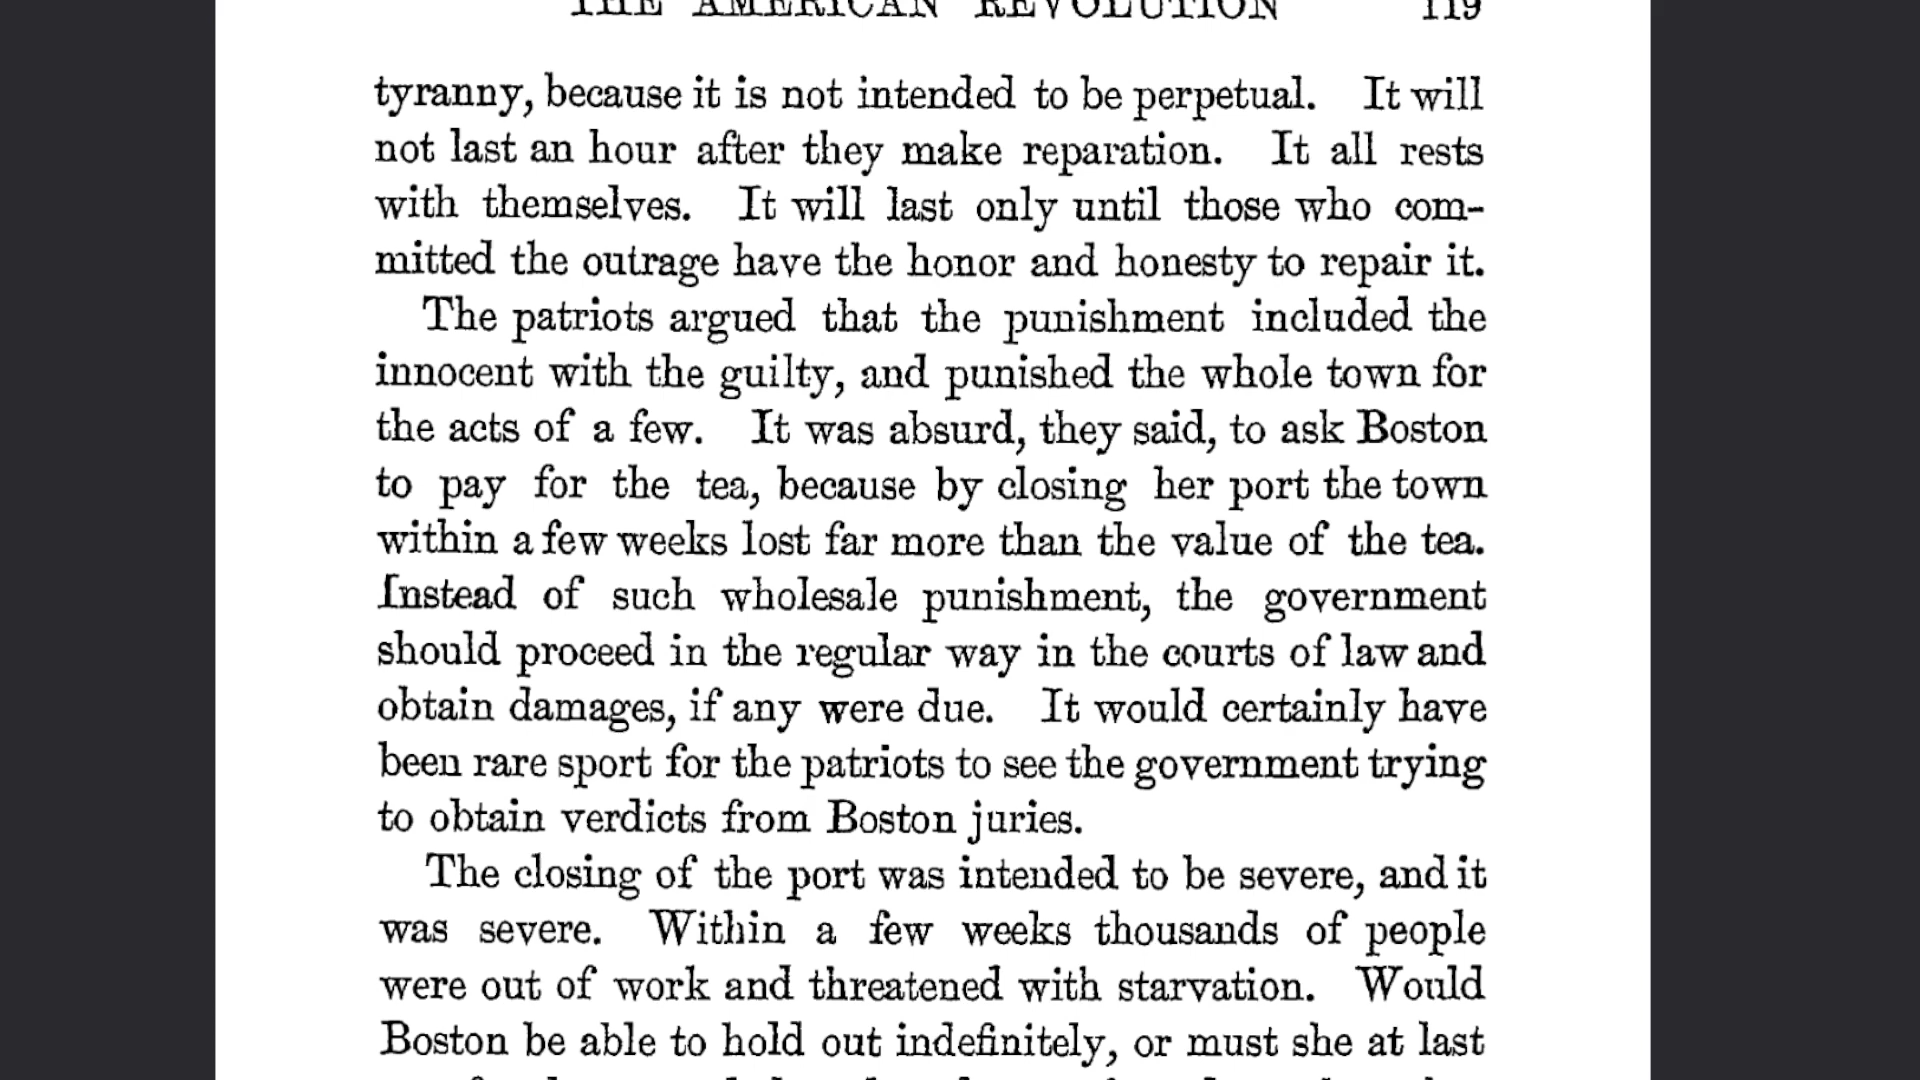 THE AMERICAN REVOLUTION 119
tyranny, because it is not intended to be perpetual. It will
not last an hour after they make reparation. It all rests
with themselves. It will last only until those who com-
mitted the outrage have the honor and honesty to repair it.
The patriots argued that the punishment included the
innocent with the guilty, and punished the whole town for
the acts of a few. It was absurd, they said, to ask Boston
to pay for the tea, because by closing her port the town
within a few weeks lost far more than the value of the tea.
Instead of such wholesale punishment, the government
should proceed in the regular way in the courts of law and
obtain damages, if any were due. It would certainly have
been rare sport for the patriots to see the government trying
to obtain verdicts from Boston juries.
The closing of the port was intended to be severe, and it
was severe. Within a few weeks thousands of people
were out of work and threatened with starvation. Would
Boston be able to hold out indefinitely, or must she at last